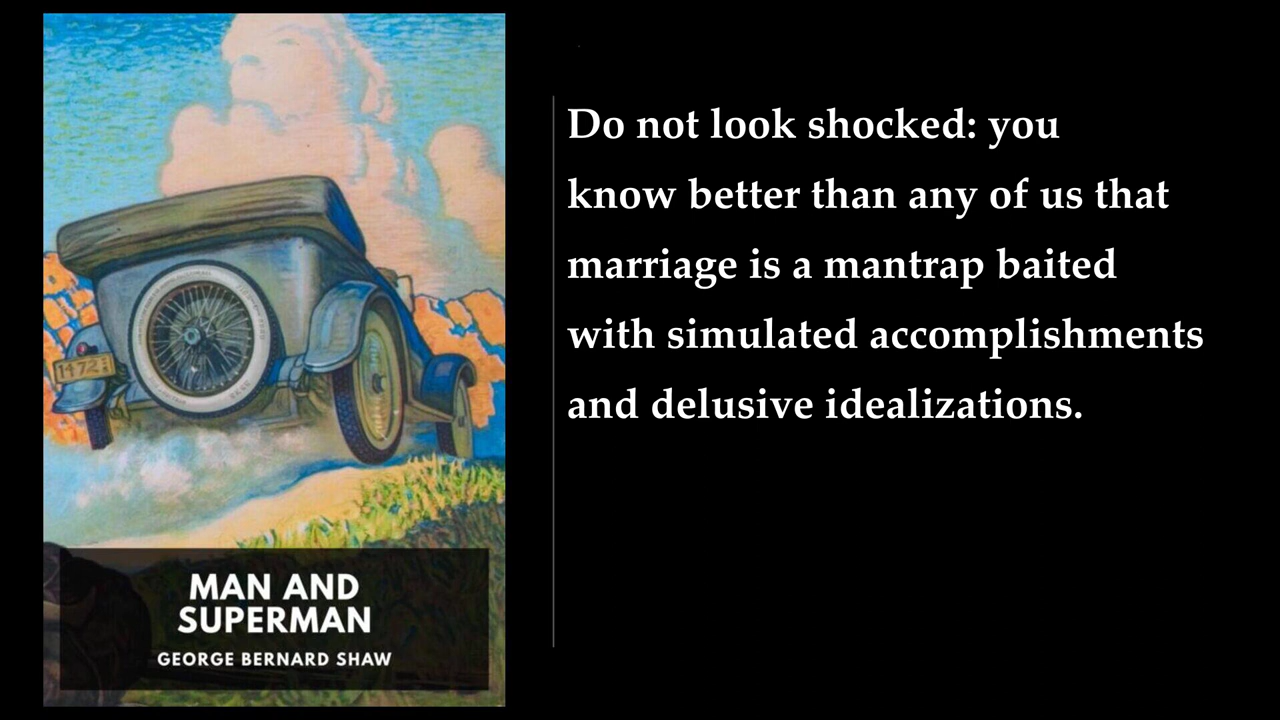 Do not look shocked: you
know better than any of us that
marriage is a mantrap baited
with simulated accomplishments
and delusive idealizations.
1472
MAN AND
SUPERMAN
GEORGE BERNARD SHAW